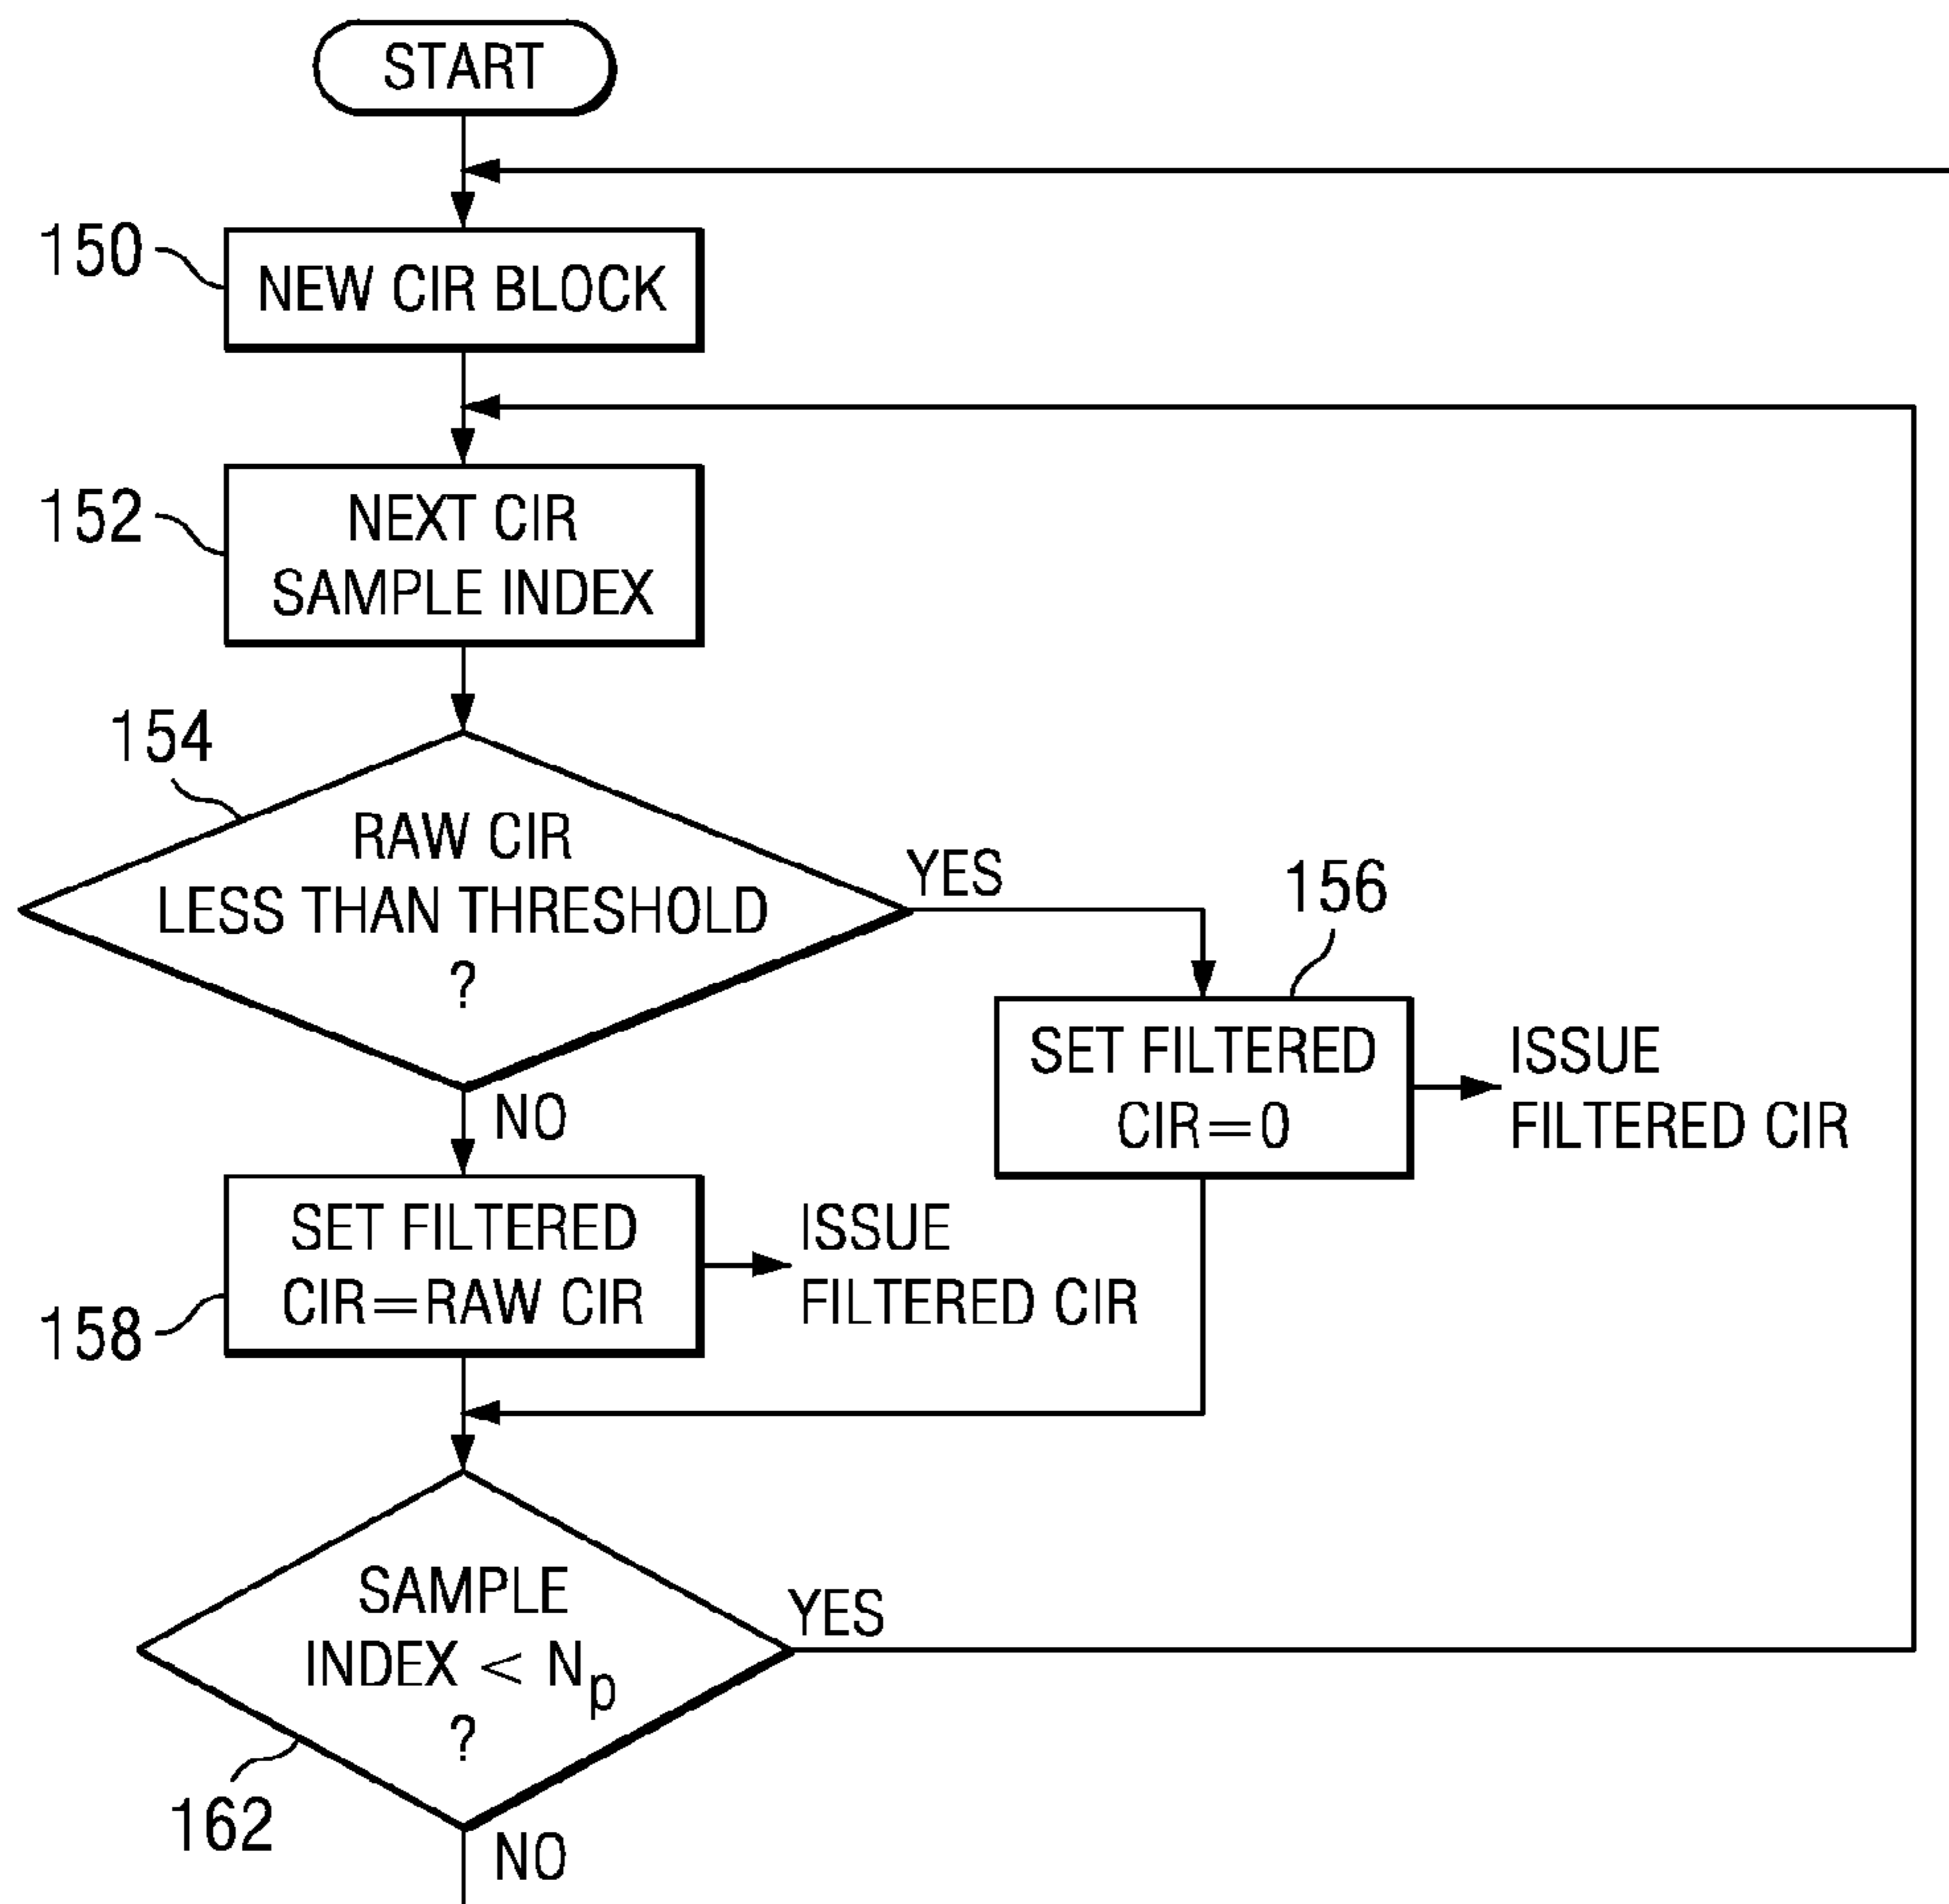 START
150
NEW CIR BLOCK
152
NEXT CIR
SAMPLE INDEX
154
RAW CIR
LESS THAN THRESHOLD
?
YES
156
SET FILTERED
CIR=0
ISSUE
FILTERED CIR
NO
SET FILTERED
CIR=RAW CIR
158
ISSUE
FILTERED CIR
SAMPLE
INDEX < Np
?
YES
162
NO